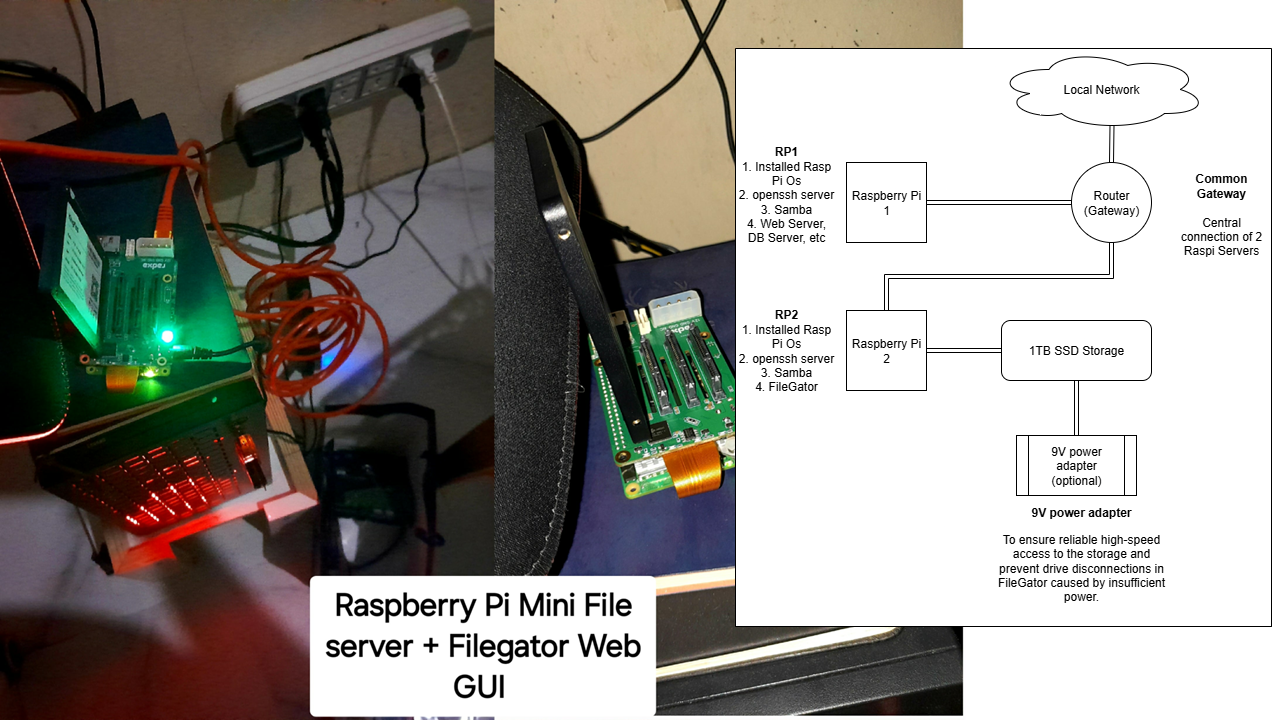 Raspberry Pi Mini File
server + Filegator Web
GUI
Local Network
RP1
1. Installed Rasp
Pi Os
2. openssh server
3. Samba
4. Web Server,
DB Server, etc
Raspberry Pi
1
Router
(Gateway)
Common
Gateway
Central
connection of 2
Raspi Servers
RP2
1. Installed Rasp
Pi Os
2. openssh server
3. Samba
4. FileGator
Raspberry Pi
2
1TB SSD Storage
9V power
adapter
(optional)
9V power adapter
To ensure reliable high-speed
access to the storage and
prevent drive disconnections in
FileGator caused by insufficient
power.
radxa